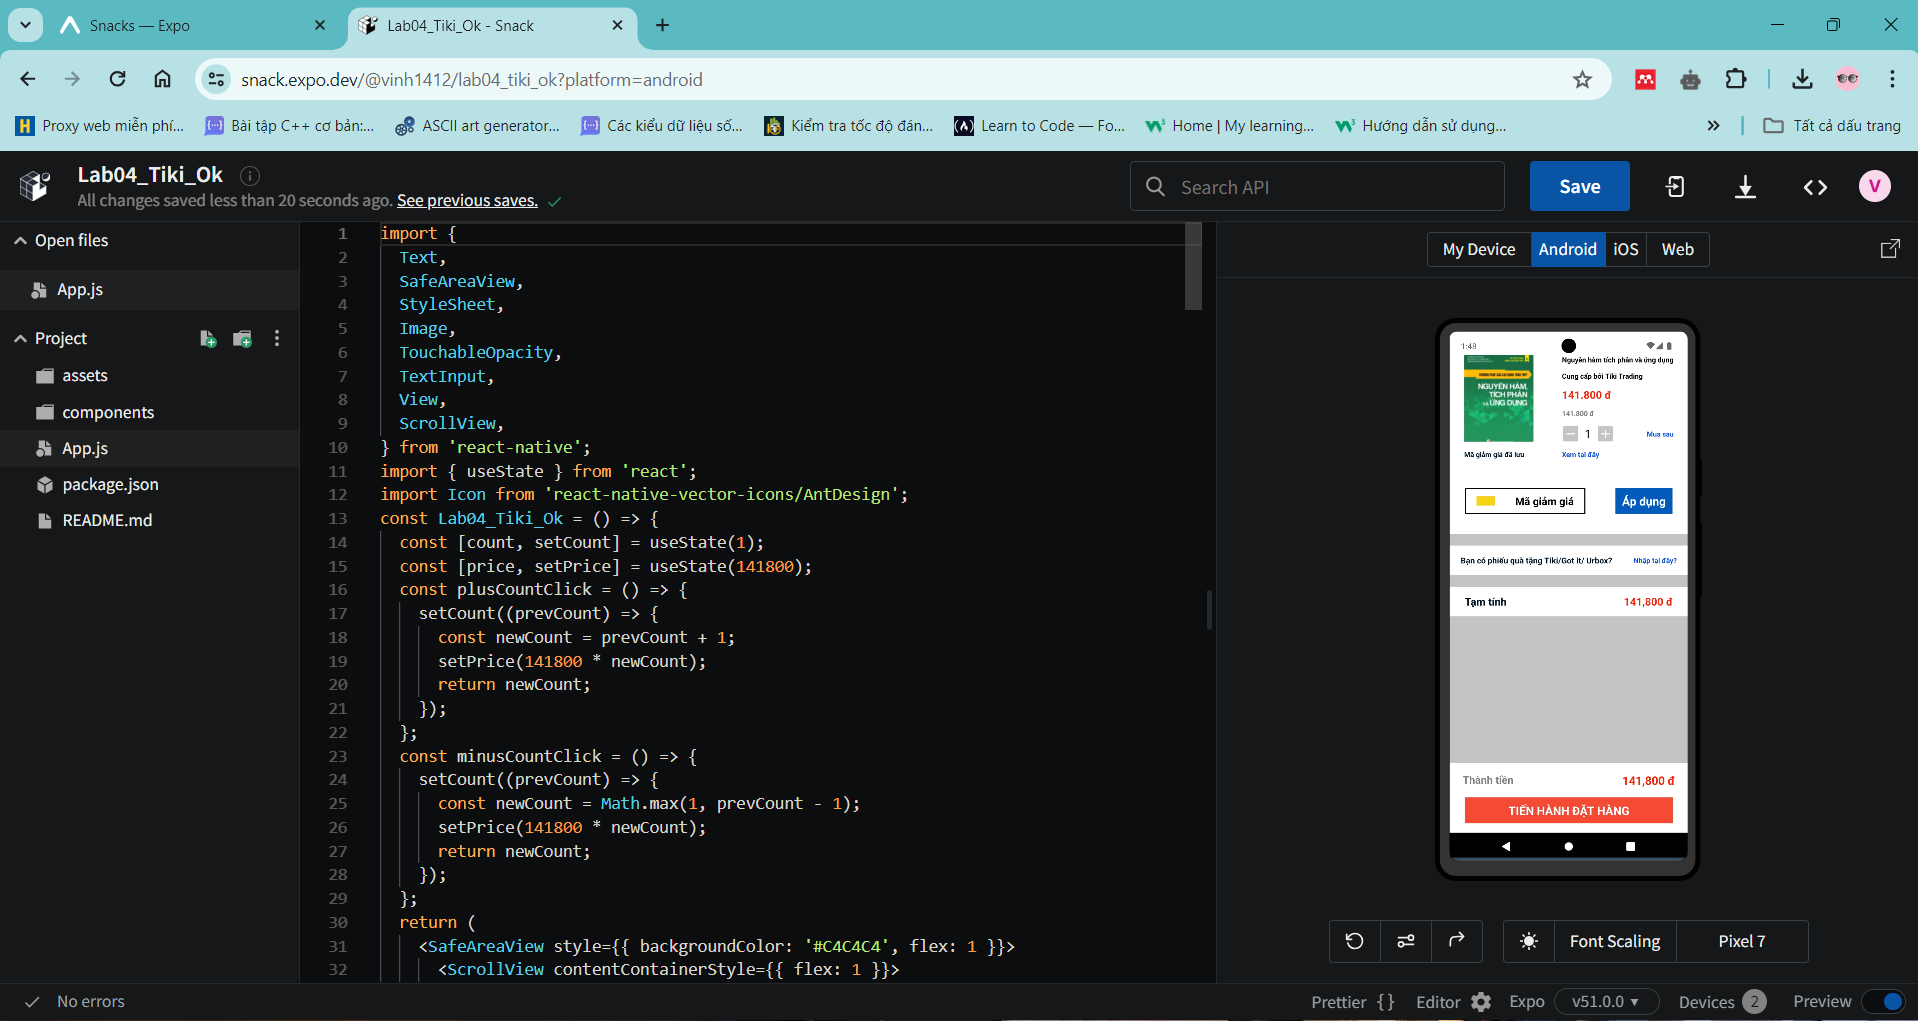 Snacks — Expo
Lab04_Tiki_Ok - Snack
snack.expo.dev/@vinh1412/lab04_tiki_ok?platform=android
Proxy web miễn phí...
Bài tập C++ cơ bản:...
ASCII art generator...
Các kiểu dữ liệu số...
Kiểm tra tốc độ đán...
Learn to Code — Fo...
Home | My learning...
Hướng dẫn sử dụng...
Tất cả dấu trang
Lab04_Tiki_Ok
All changes saved less than 20 seconds ago. See previous saves.
Search API
Save
V
Open files
App.js
Project
assets
components
App.js
package.json
README.md
1 import {
2 Text,
3 SafeAreaView,
4 StyleSheet,
5 Image,
6 TouchableOpacity,
7 TextInput,
8 View,
9 ScrollView,
10 } from 'react-native';
11 import { useState } from 'react';
12 import Icon from 'react-native-vector-icons/AntDesign';
13 const Lab04_Tiki_Ok = () => {
14 const [count, setCount] = useState(1);
15 const [price, setPrice] = useState(141800);
16 const plusCountClick = () => {
17 setCount((prevCount) => {
18 const newCount = prevCount + 1;
19 setPrice(141800 * newCount);
20 return newCount;
21 });
22 };
23 const minusCountClick = () => {
24 setCount((prevCount) => {
25 const newCount = Math.max(1, prevCount - 1);
26 setPrice(141800 * newCount);
27 return newCount;
28 });
29 };
30 return (
31 <SafeAreaView style={{ backgroundColor: '#C4C4C4', flex: 1 }}>
32 <ScrollView contentContainerStyle={{ flex: 1 }}>
My Device
Android
iOS
Web
1:48
NGUYÊN HÀM,
TÍCH PHÂN
VÀ ỨNG DỤNG
Nguyên hàm tích phân và ứng dụng
Cung cấp bởi Tiki Trading
141.800 đ
141.800 đ
1
Mua sau
Mã giảm giá đã lưu
Xem tại đây
Mã giảm giá
Áp dụng
Bạn có phiếu quà tặng Tiki/Got it/ Urbox?
Nhập tại đây?
Tạm tính
141,800 đ
Thành tiền
141,800 đ
TIẾN HÀNH ĐẶT HÀNG
Font Scaling
Pixel 7
No errors
Prettier {}
Editor
Expo
v51.0.0
Devices 2
Preview